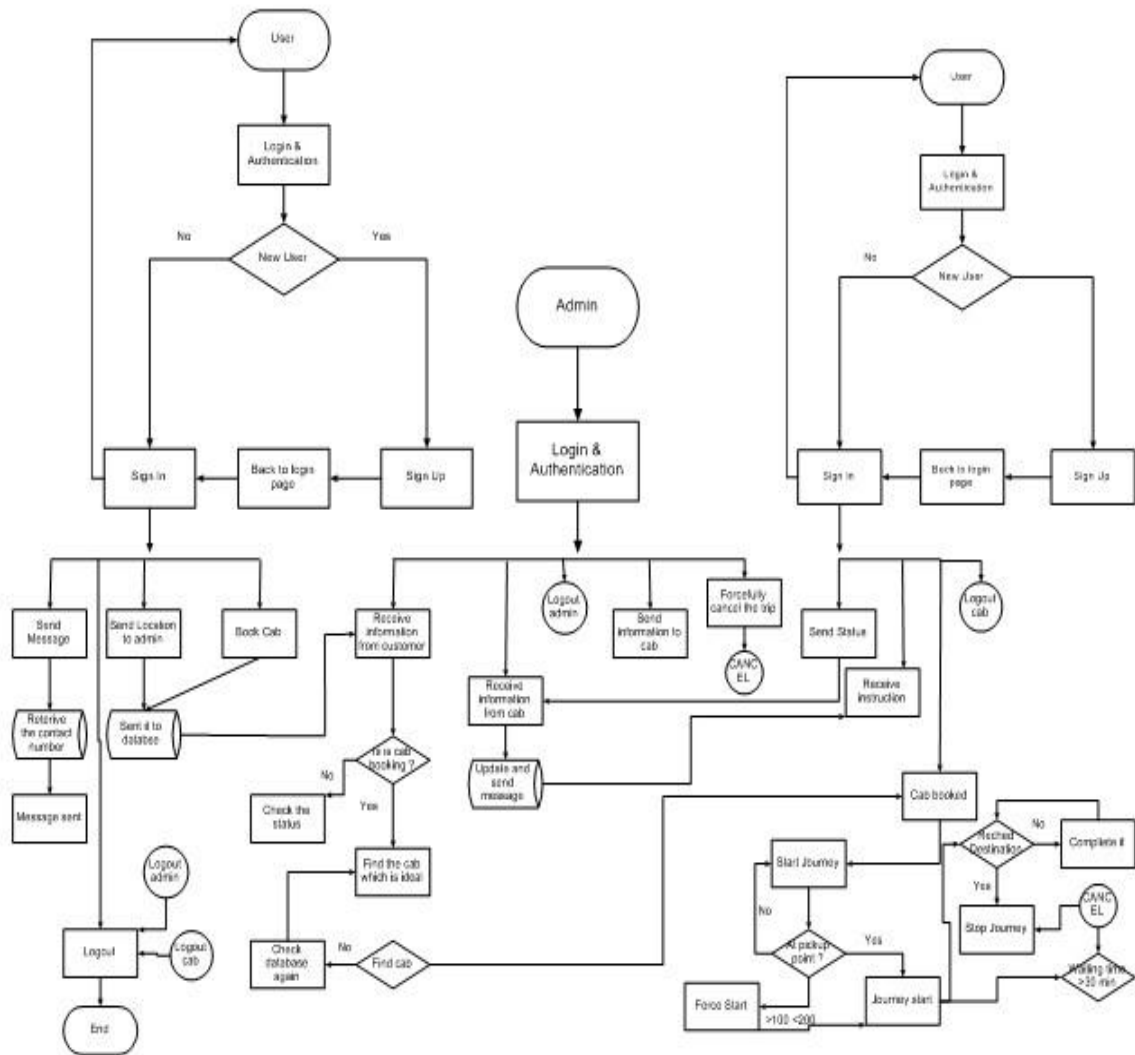 User
Login &
Authentication
No
Yes
New User
Sign In
Back to login
page
Sign Up
Admin
Login &
Authentication
User
Login &
Authentication
No
New User
Sign In
Back to login
page
Sign Up
Send
Message
Send Location
to admin
Book Cab
Receive
information
from customer
Logout
admin
Send
information to
cab
Forcefully
cancel the trip
CANC
EL
Send Status
Logout
cab
Receive
information
from cab
Receive
instruction
Reterive
the contact
number
Sent it to
databse
Is is cab
booking ?
No
Yes
Update and
send
message
Message sent
Check the
status
Cab booked
Find the cab
which is ideal
Start Journey
Reched
Destination
No
Complete it
Yes
Logout
admin
Logout
Logout
cab
Check
database
again
No
Find cab
No
At pickup
point ?
Yes
Stop Journey
CANC
EL
Waiting time
>30 min
Force Start
>100 <200
Journey start
End